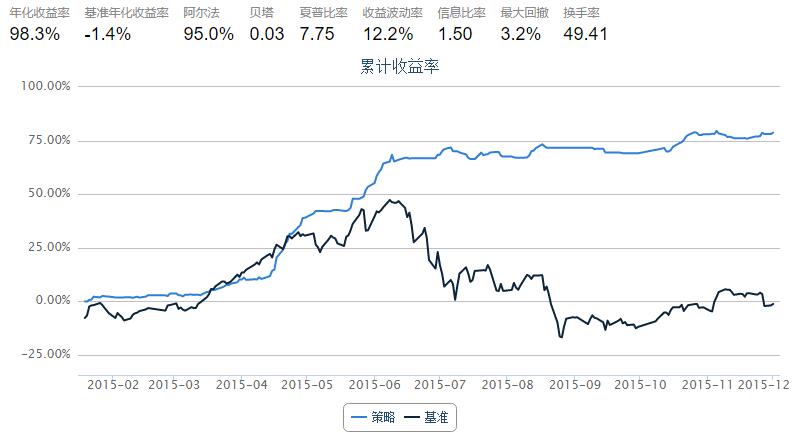 年化收益率 基准年化收益率 阿尔法 贝塔 夏普比率 收益波动率 信息比率 最大回撤 换手率
98.3% -1.4% 95.0% 0.03 7.75 12.2% 1.50 3.2% 49.41
累计收益率
100.00%
75.00%
50.00%
25.00%
0.00%
-25.00%
2015-02 2015-03 2015-04 2015-05 2015-06 2015-07 2015-08 2015-09 2015-10 2015-11 2015-12
策略 基准